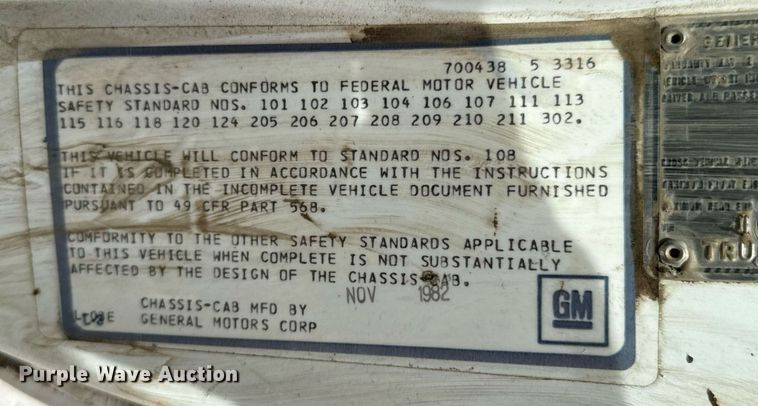 700438 5 3316
THIS CHASSIS-CAB CONFORMS TO FEDERAL MOTOR VEHICLE
SAFETY STANDARD NOS. 101 102 103 104 106 107 111 113
115 116 118 120 124 205 206 207 208 209 210 211 302.
THIS VEHICLE WILL CONFORM TO STANDARD NOS. 108
IF IT IS COMPLETED IN ACCORDANCE WITH THE INSTRUCTIONS
CONTAINED IN THE INCOMPLETE VEHICLE DOCUMENT FURNISHED
PURSUANT TO 49 CFR PART 568.
COMFORMITY TO THE OTHER SAFETY STANDARDS APPLICABLE
TO THIS VEHICLE WHEN COMPLETE IS NOT SUBSTANTIALLY
AFFECTED BY THE DESIGN OF THE CHASSIS-CAB.
NOV 1982
CHASSIS-CAB MFD BY
GENERAL MOTORS CORP
GM
GENER
TRU
Purple Wave Auction